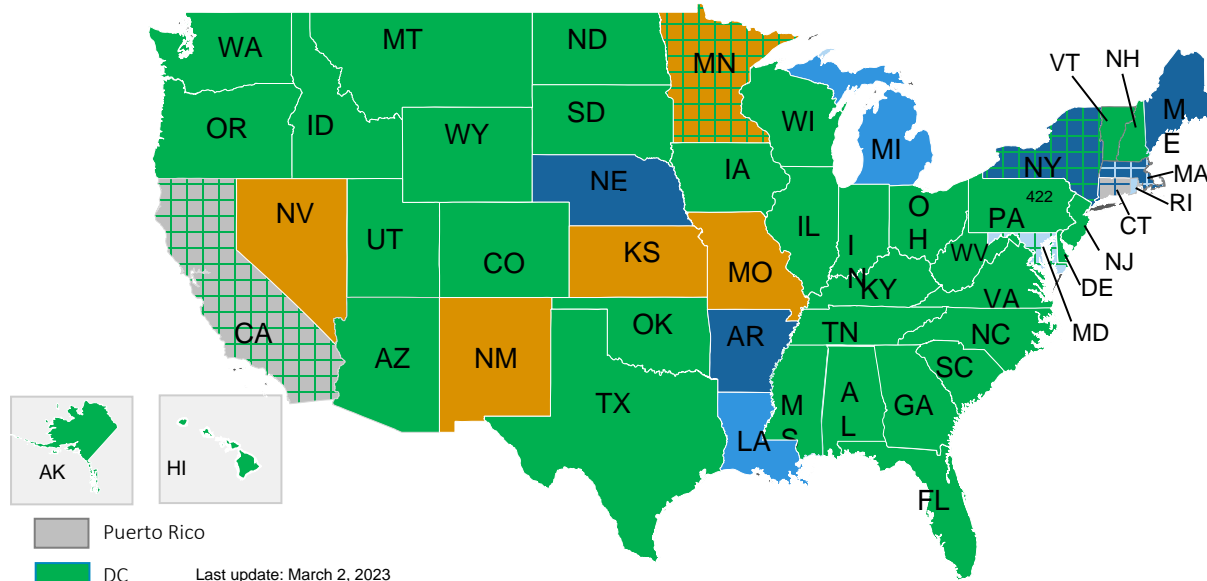 WA
MT
ND
MN
VT
NH
OR
ID
WY
SD
WI
MI
M
E
NY
MA
RI
CT
NV
UT
CO
NE
IA
IL
I
N
O
H
PA
422
NJ
DE
MD
KS
MO
WV
KY
VA
CA
AZ
NM
OK
AR
TN
NC
SC
TX
LA
M
S
A
L
GA
FL
AK
HI
Puerto Rico
DC
Last update: March 2, 2023